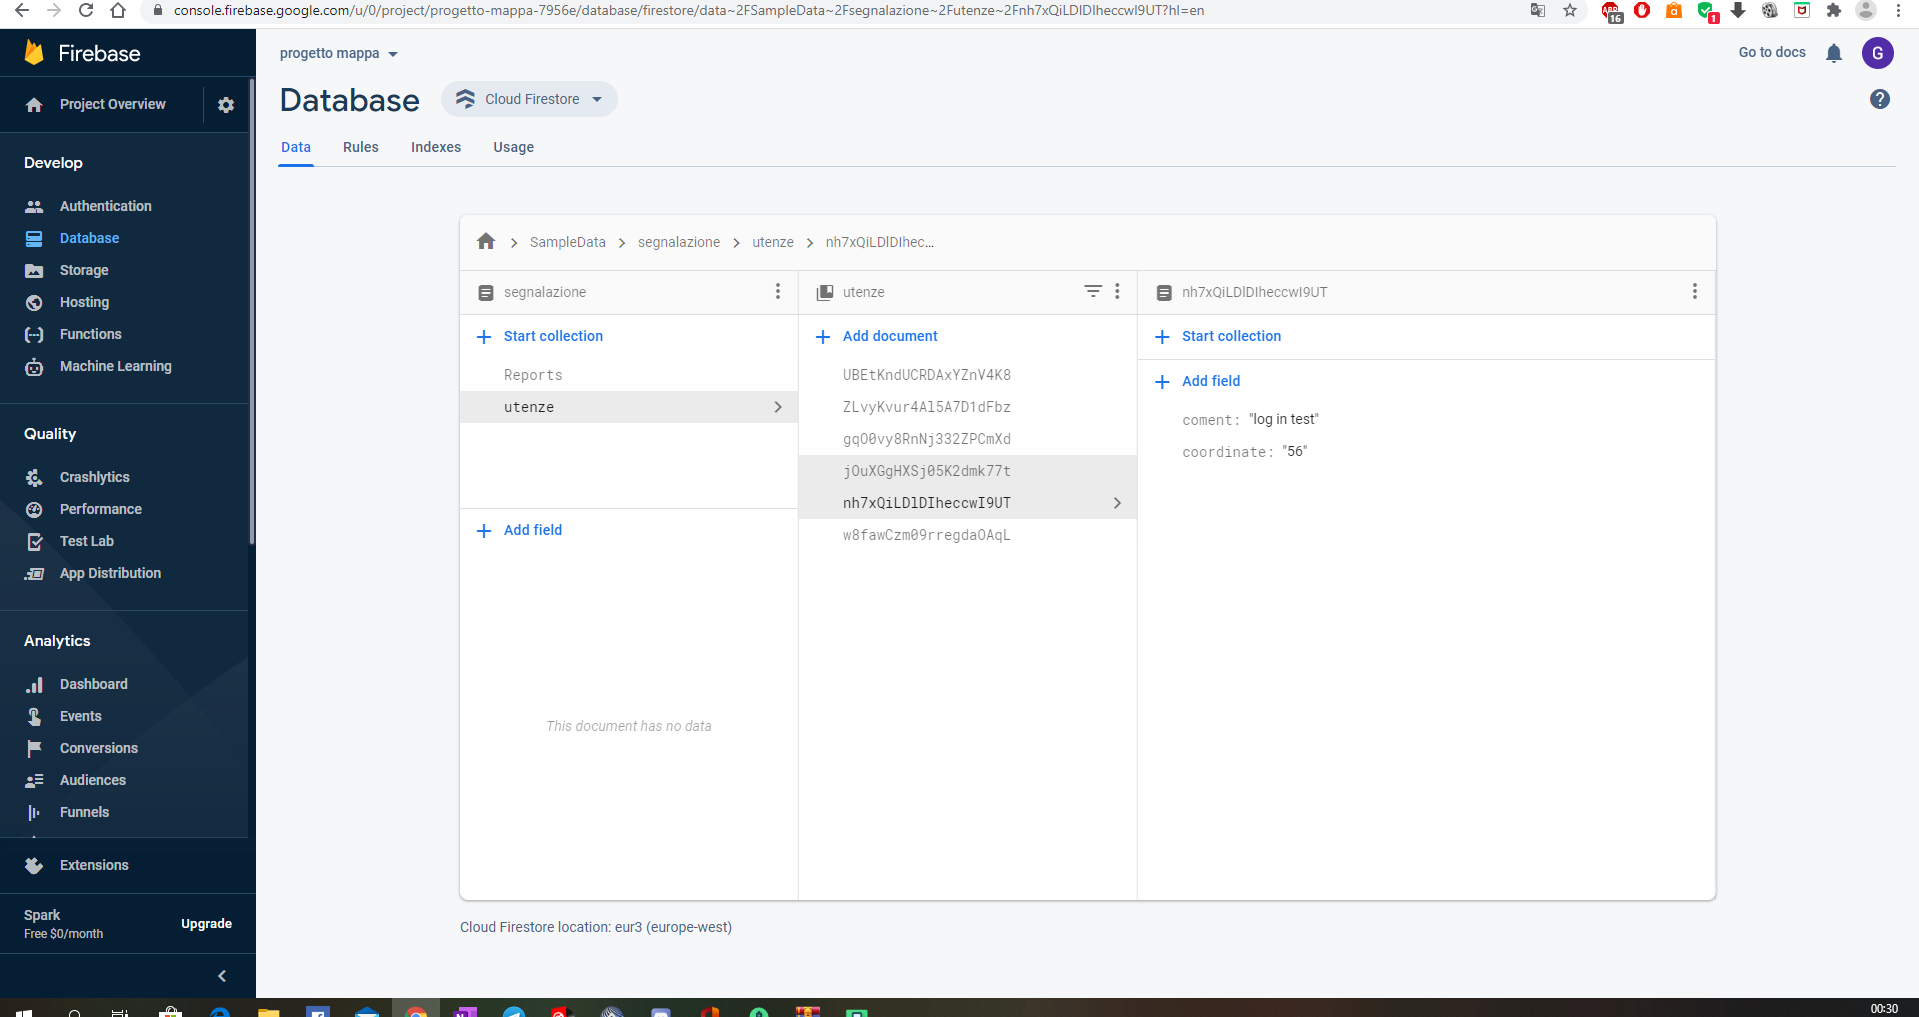 console.firebase.google.com/u/0/project/progetto-mappa-7956e/database/firestore/data~2FSampleData~2Fsegnalazione~2Futenze~2Fnh7xQiLDlDIheccwI9UT?hl=en
16
1
Firebase
progetto mappa
Go to docs
G
Project Overview
Database
Cloud Firestore
Data
Rules
Indexes
Usage
Develop
Authentication
Database
Storage
Hosting
Functions
Machine Learning
Quality
Crashlytics
Performance
Test Lab
App Distribution
Analytics
Dashboard
Events
Conversions
Audiences
Funnels
Extensions
Spark
Free $0/month
Upgrade
SampleData
segnalazione
utenze
nh7xQiLDlDIhec...
segnalazione
Start collection
Reports
utenze
Add field
This document has no data
utenze
Add document
UBEtKndUCRDAxYZnV4K8
ZLvyKvur4Al5A7D1dFbz
gqO0vy8RnNj332ZPCmXd
jOuXGgHXSj05K2dmk77t
nh7xQiLDlDIheccwI9UT
w8fawCzm09rregdaOAqL
nh7xQiLDlDIheccwI9UT
Start collection
Add field
coment: "log in test"
coordinate: "56"
Cloud Firestore location: eur3 (europe-west)
00:30